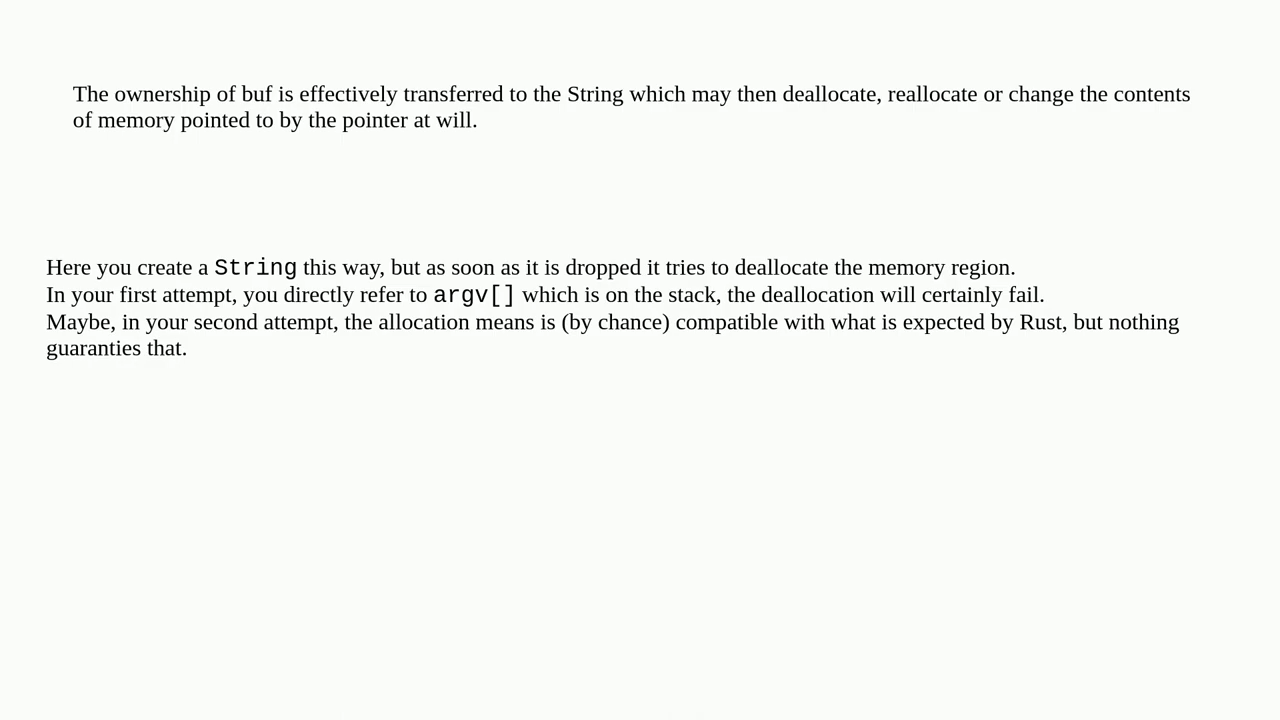 The ownership of buf is effectively transferred to the String which may then deallocate, reallocate or change the contents
of memory pointed to by the pointer at will.
Here you create a String this way, but as soon as it is dropped it tries to deallocate the memory region.
In your first attempt, you directly refer to argv[] which is on the stack, the deallocation will certainly fail.
Maybe, in your second attempt, the allocation means is (by chance) compatible with what is expected by Rust, but nothing
guaranties that.